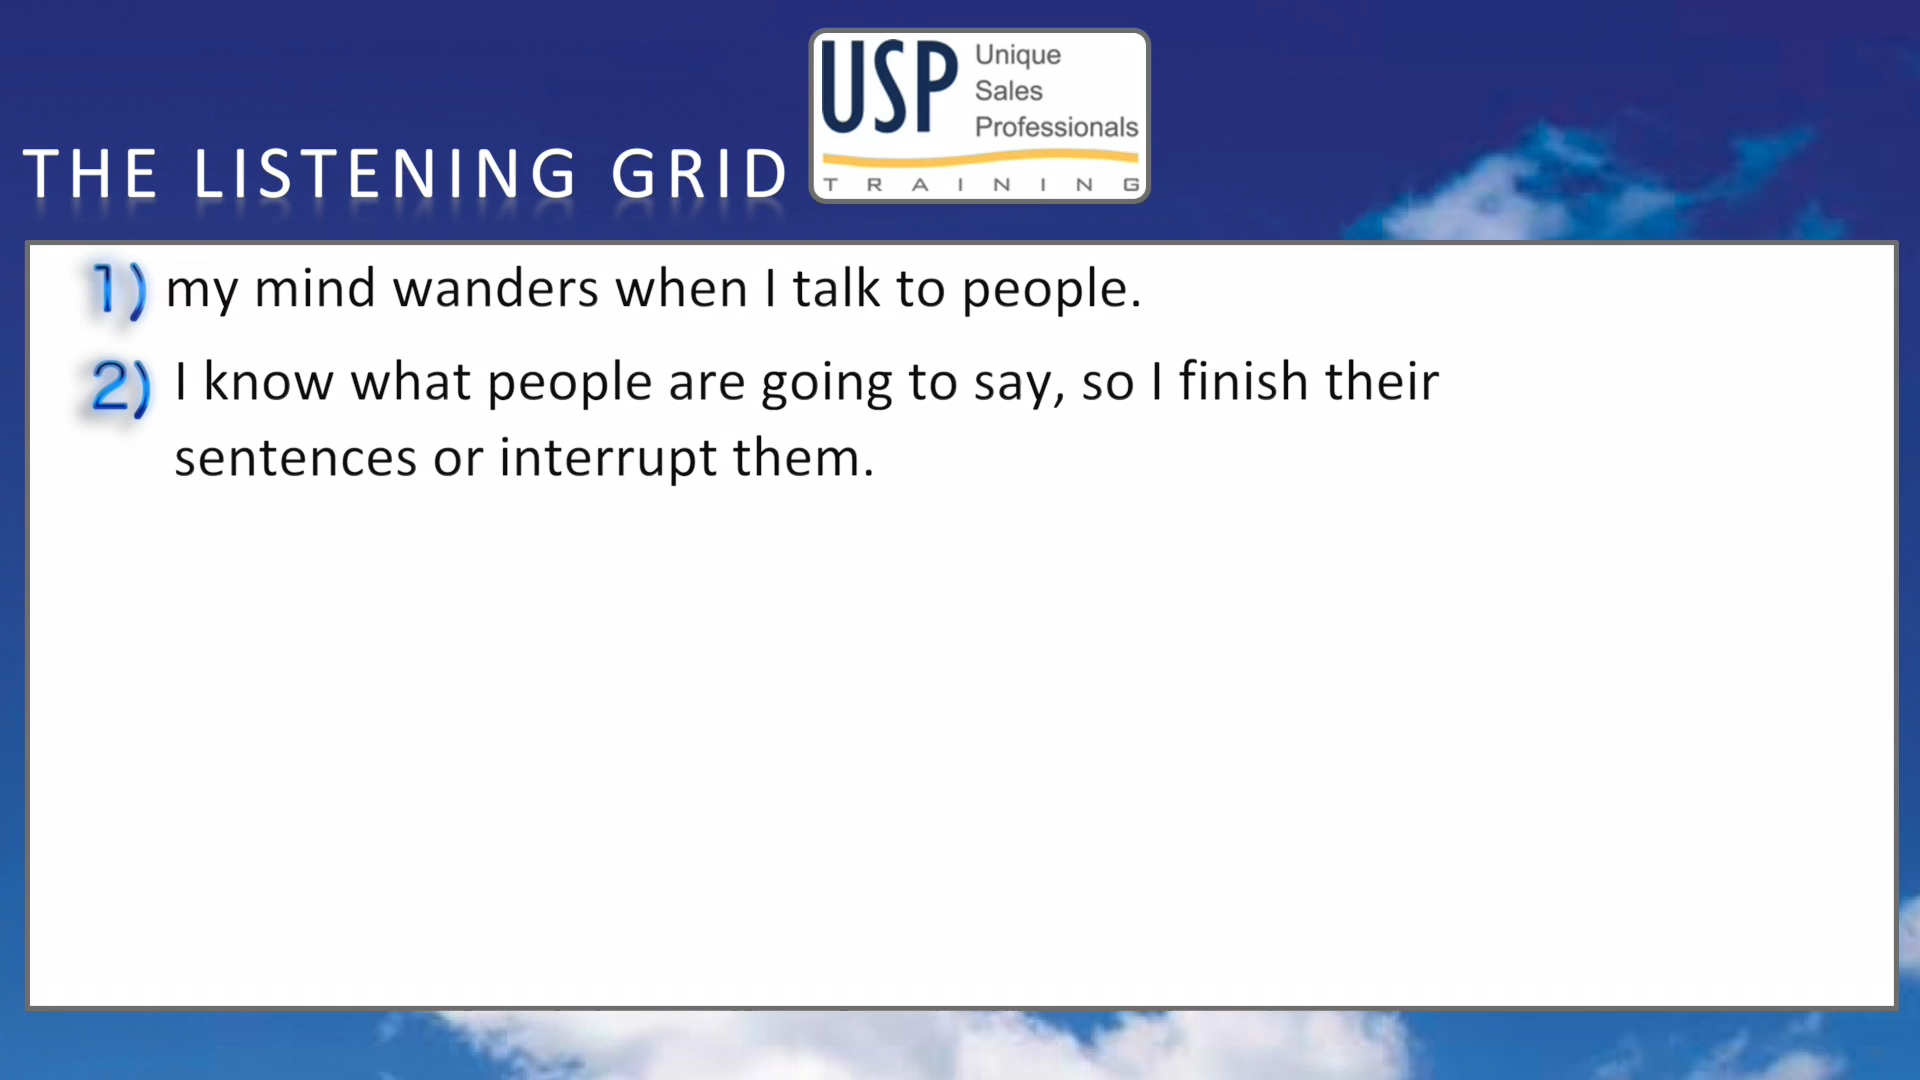 USP Unique
Sales
Professionals
TRAINING
THE LISTENING GRID
1) my mind wanders when I talk to people.
2) I know what people are going to say, so I finish their
sentences or interrupt them.